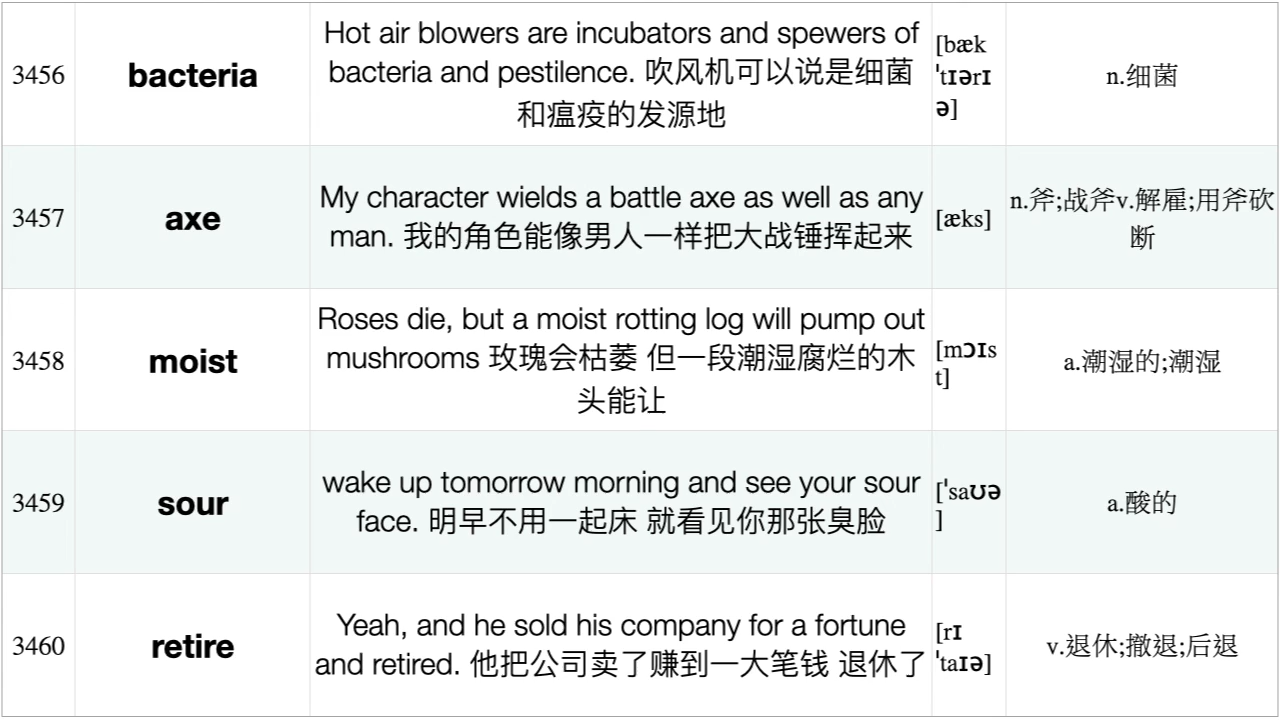 3456
bacteria
Hot air blowers are incubators and spewers of
bacteria and pestilence. 吹风机可以说是细菌
和瘟疫的发源地
[bæk
ˈtɪərɪ
ə]
n.细菌
3457
axe
My character wields a battle axe as well as any
man. 我的角色能像男人一样把大战锤挥起来
[æks]
n.斧;战斧v.解雇;用斧砍
断
3458
moist
Roses die, but a moist rotting log will pump out
mushrooms 玫瑰会枯萎 但一段潮湿腐烂的木
头能让
[mɔɪs
t]
a.潮湿的;潮湿
3459
sour
wake up tomorrow morning and see your sour
face. 明早不用一起床 就看见你那张臭脸
[ˈsaʊə
]
a.酸的
3460
retire
Yeah, and he sold his company for a fortune
and retired. 他把公司卖了赚到一大笔钱 退休了
[rɪ
ˈtaɪə]
v.退休;撤退;后退